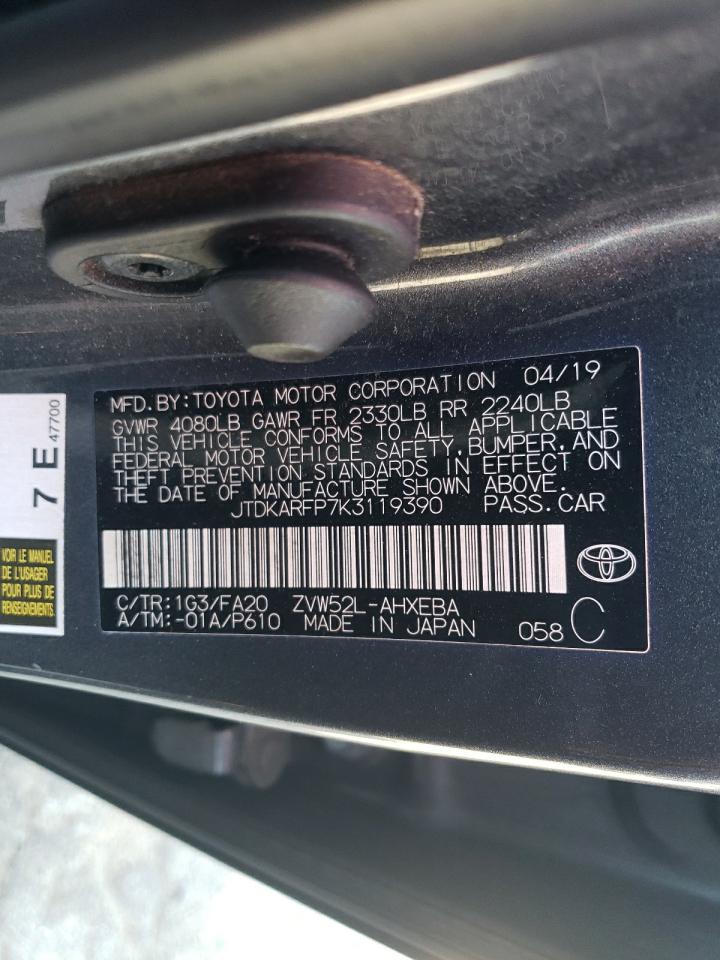 MFD.BY:TOYOTA MOTOR CORPORATION 04/19
GVWR 4080LB GAWR FR 2330LB RR 2240LB
THIS VEHICLE CONFORMS TO ALL APPLICABLE
FEDERAL MOTOR VEHICLE SAFETY,BUMPER,AND
THEFT PREVENTION STANDARDS IN EFFECT ON
THE DATE OF MANUFACTURE SHOWN ABOVE.
JTDKARFP7K3119390 PASS.CAR
C/TR:1G3/FA20 ZVW52L-AHXEBA
A/TM:-01A/P610 MADE IN JAPAN 058 C
7 E 47700
VOIR LE MANUEL
DE L'USAGER
POUR PLUS DE
RENSEIGNEMENTS